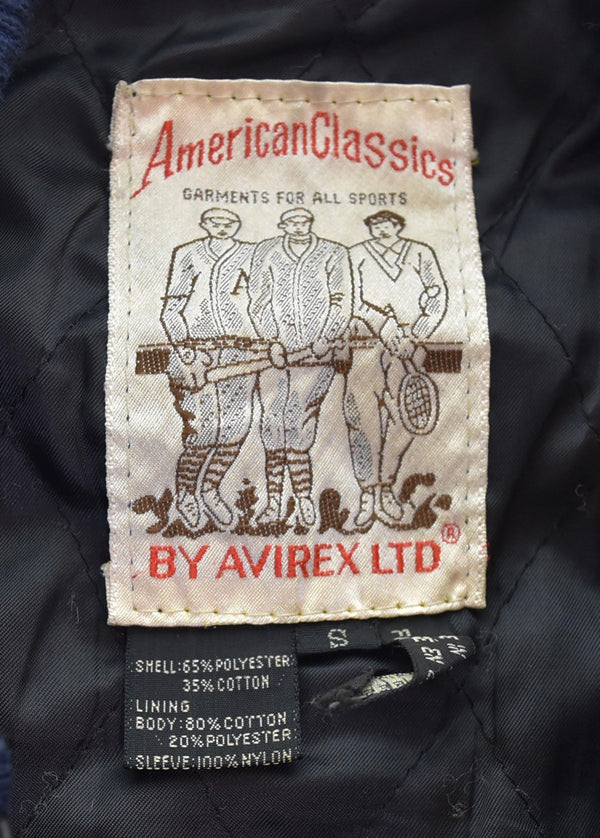 AmericanClassics
GARMENTS FOR ALL SPORTS
A
BY AVIREX LTD®
S
SHELL:65%POLYESTER
35%COTTON
LINING
BODY:80%COTTON
20%POLYESTER
SLEEVE:100%NYLON